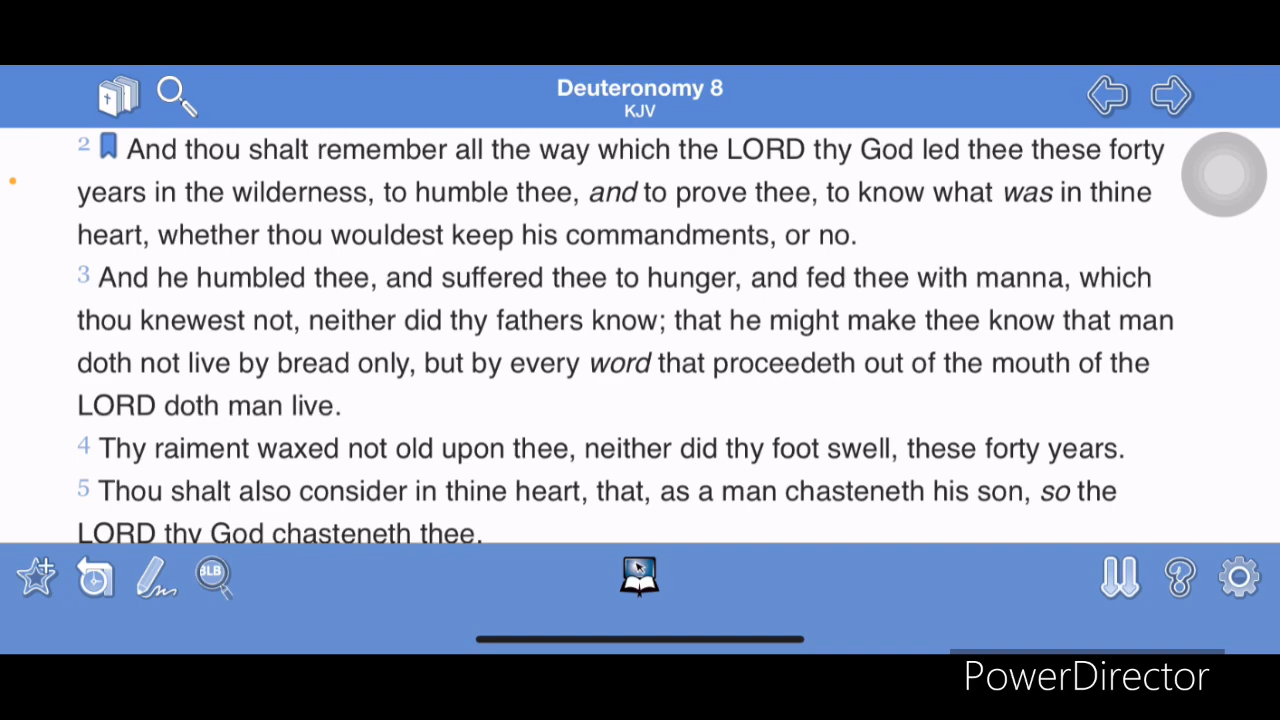 Deuteronomy 8
KJV
2 And thou shalt remember all the way which the LORD thy God led thee these forty
years in the wilderness, to humble thee, and to prove thee, to know what was in thine
heart, whether thou wouldest keep his commandments, or no.
3 And he humbled thee, and suffered thee to hunger, and fed thee with manna, which
thou knewest not, neither did thy fathers know; that he might make thee know that man
doth not live by bread only, but by every word that proceedeth out of the mouth of the
LORD doth man live.
4 Thy raiment waxed not old upon thee, neither did thy foot swell, these forty years.
5 Thou shalt also consider in thine heart, that, as a man chasteneth his son, so the
LORD thy God chasteneth thee.
BLB
PowerDirector